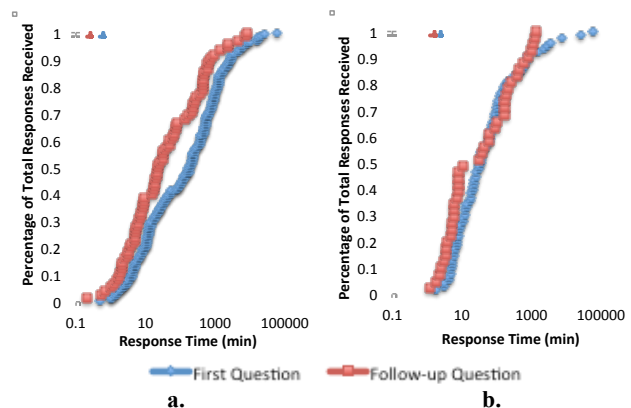 Percentage of Total Responses Received
1
0.9
0.8
0.7
0.6
0.5
0.4
0.3
0.2
0.1
0
0.1 10 1000 100000
Response Time (min)
Percentage of Total Responses Received
1
0.9
0.8
0.7
0.6
0.5
0.4
0.3
0.2
0.1
0
0.1 10 1000 100000
Response Time (min)
First Question Follow-up Question
a. b.